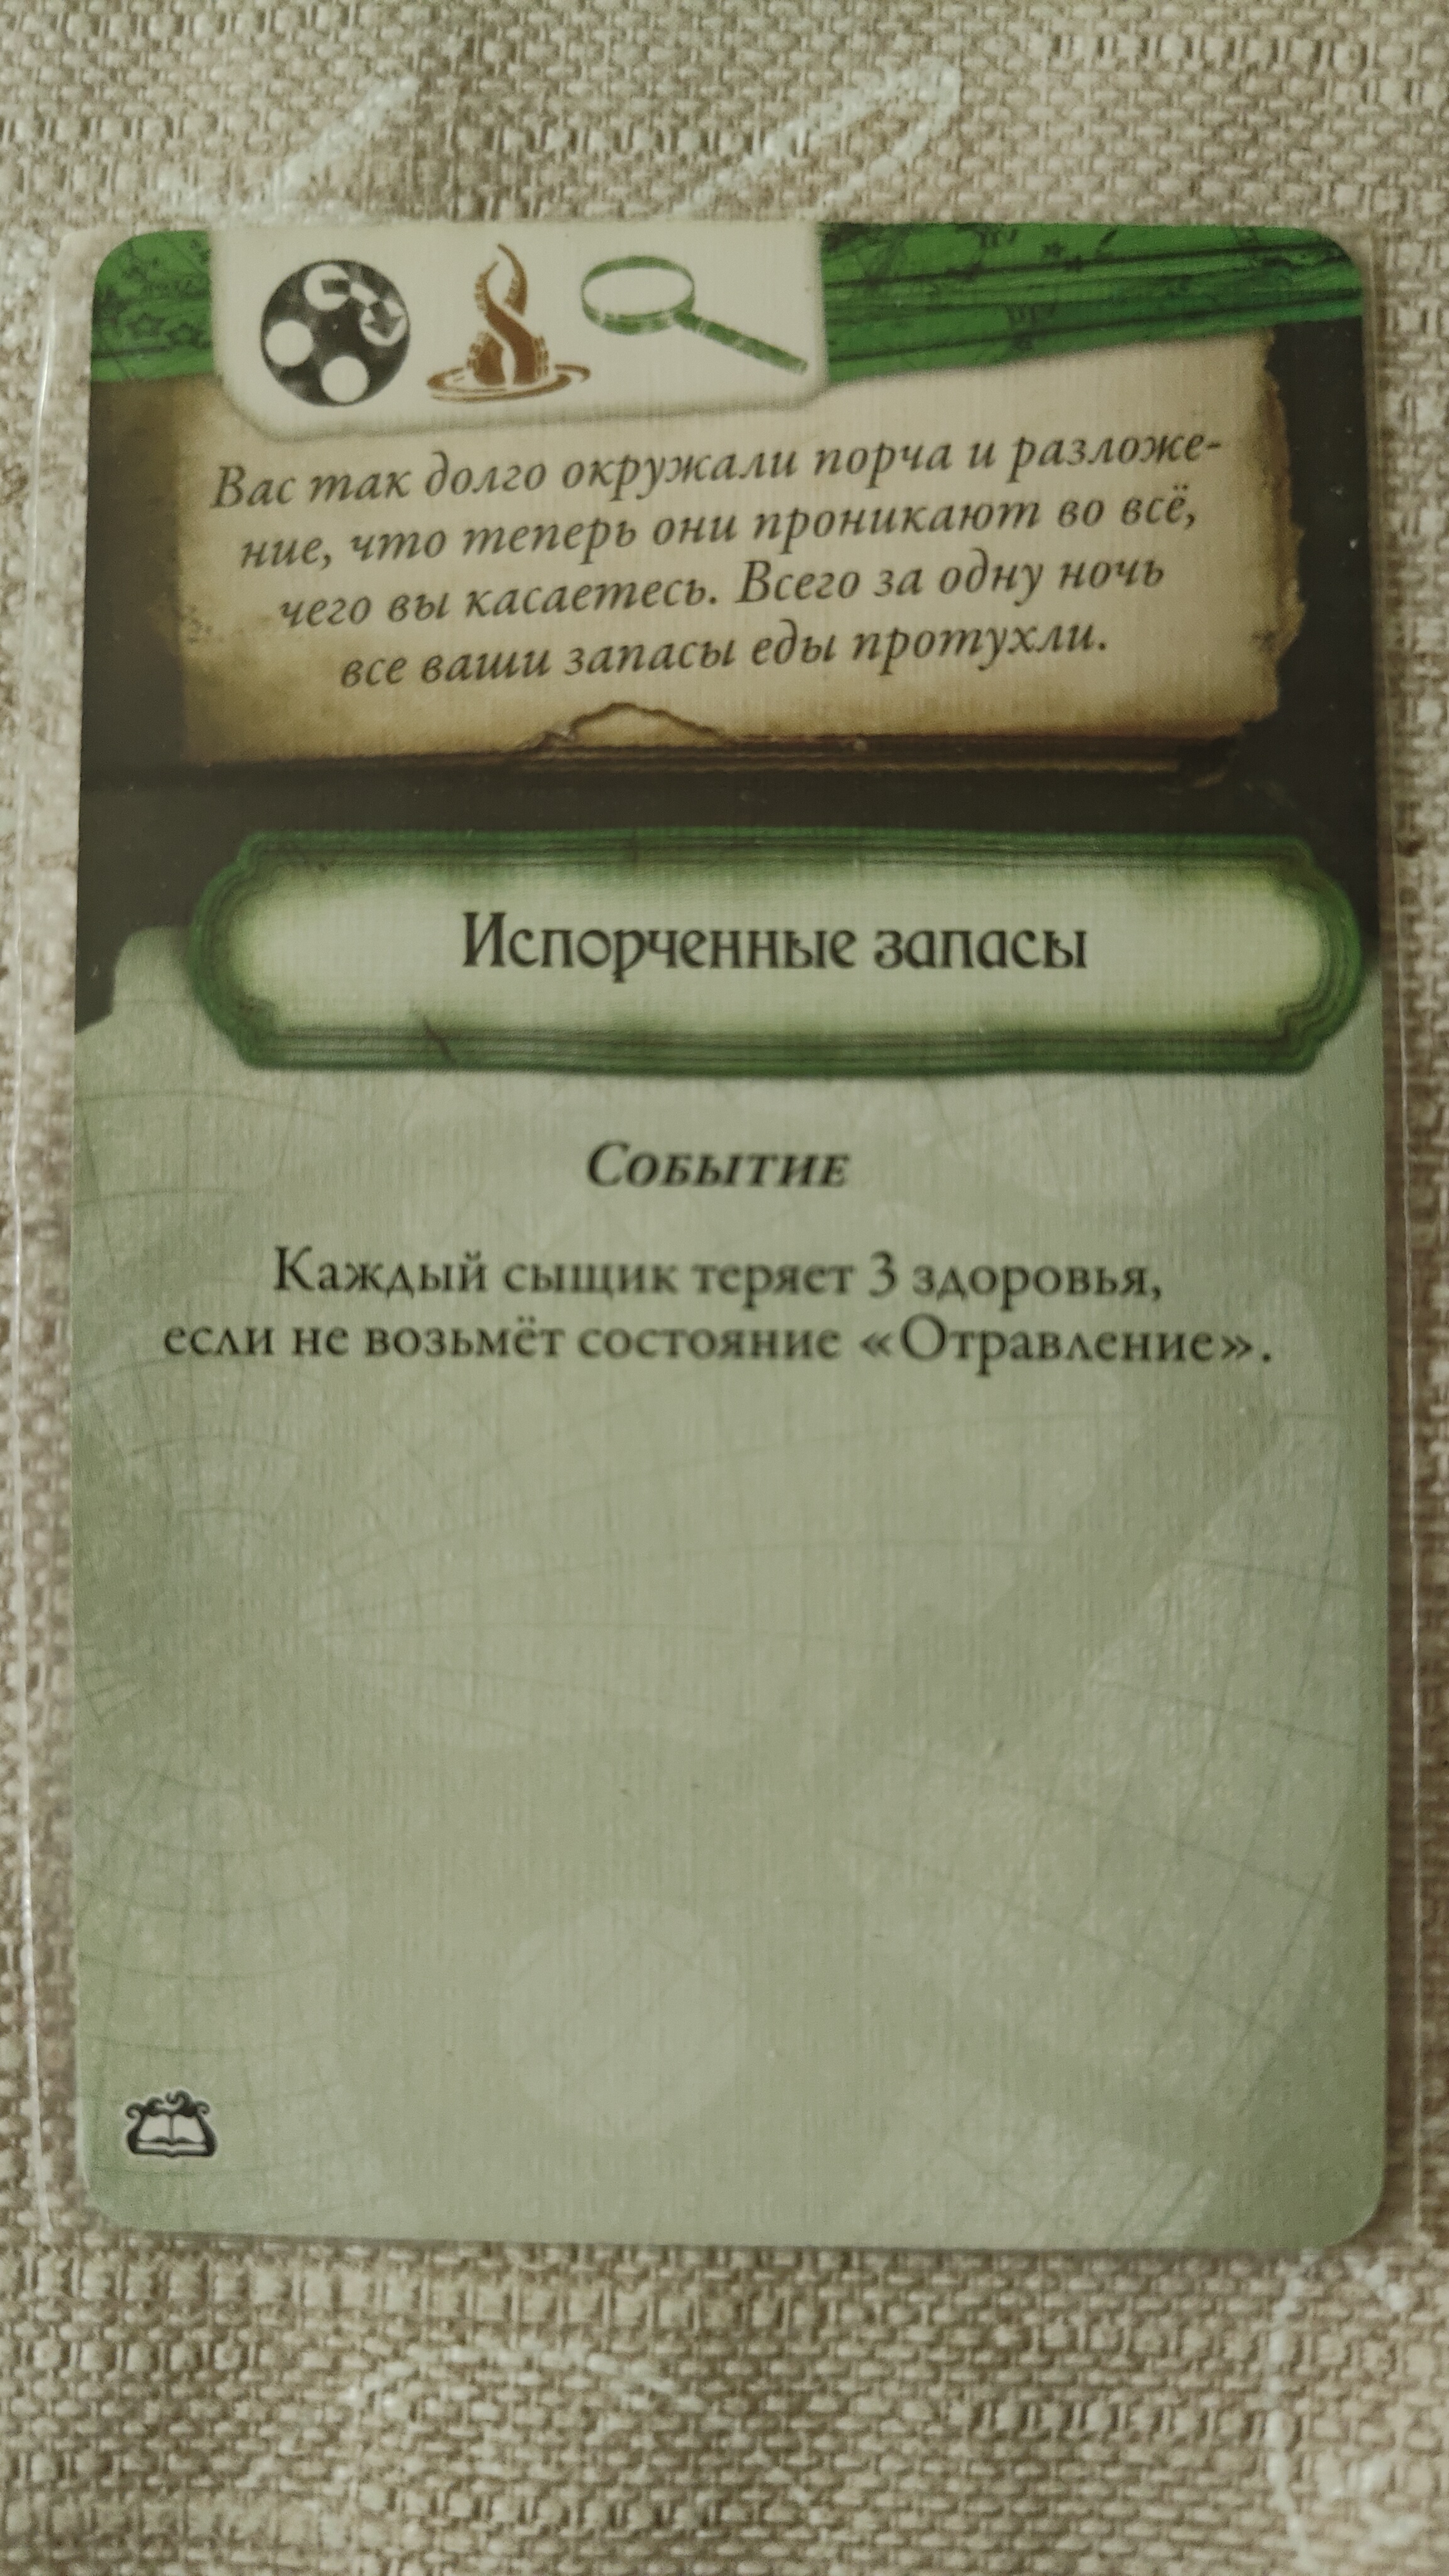 Вас так долго окружали порча и разложе-
ние, что теперь они проникают во всё,
чего вы касаетесь. Всего за одну ночь
все ваши запасы еды протухли.
Испорченные запасы
Событие
Каждый сыщик теряет 3 здоровья,
если не возьмёт состояние «Отравление».